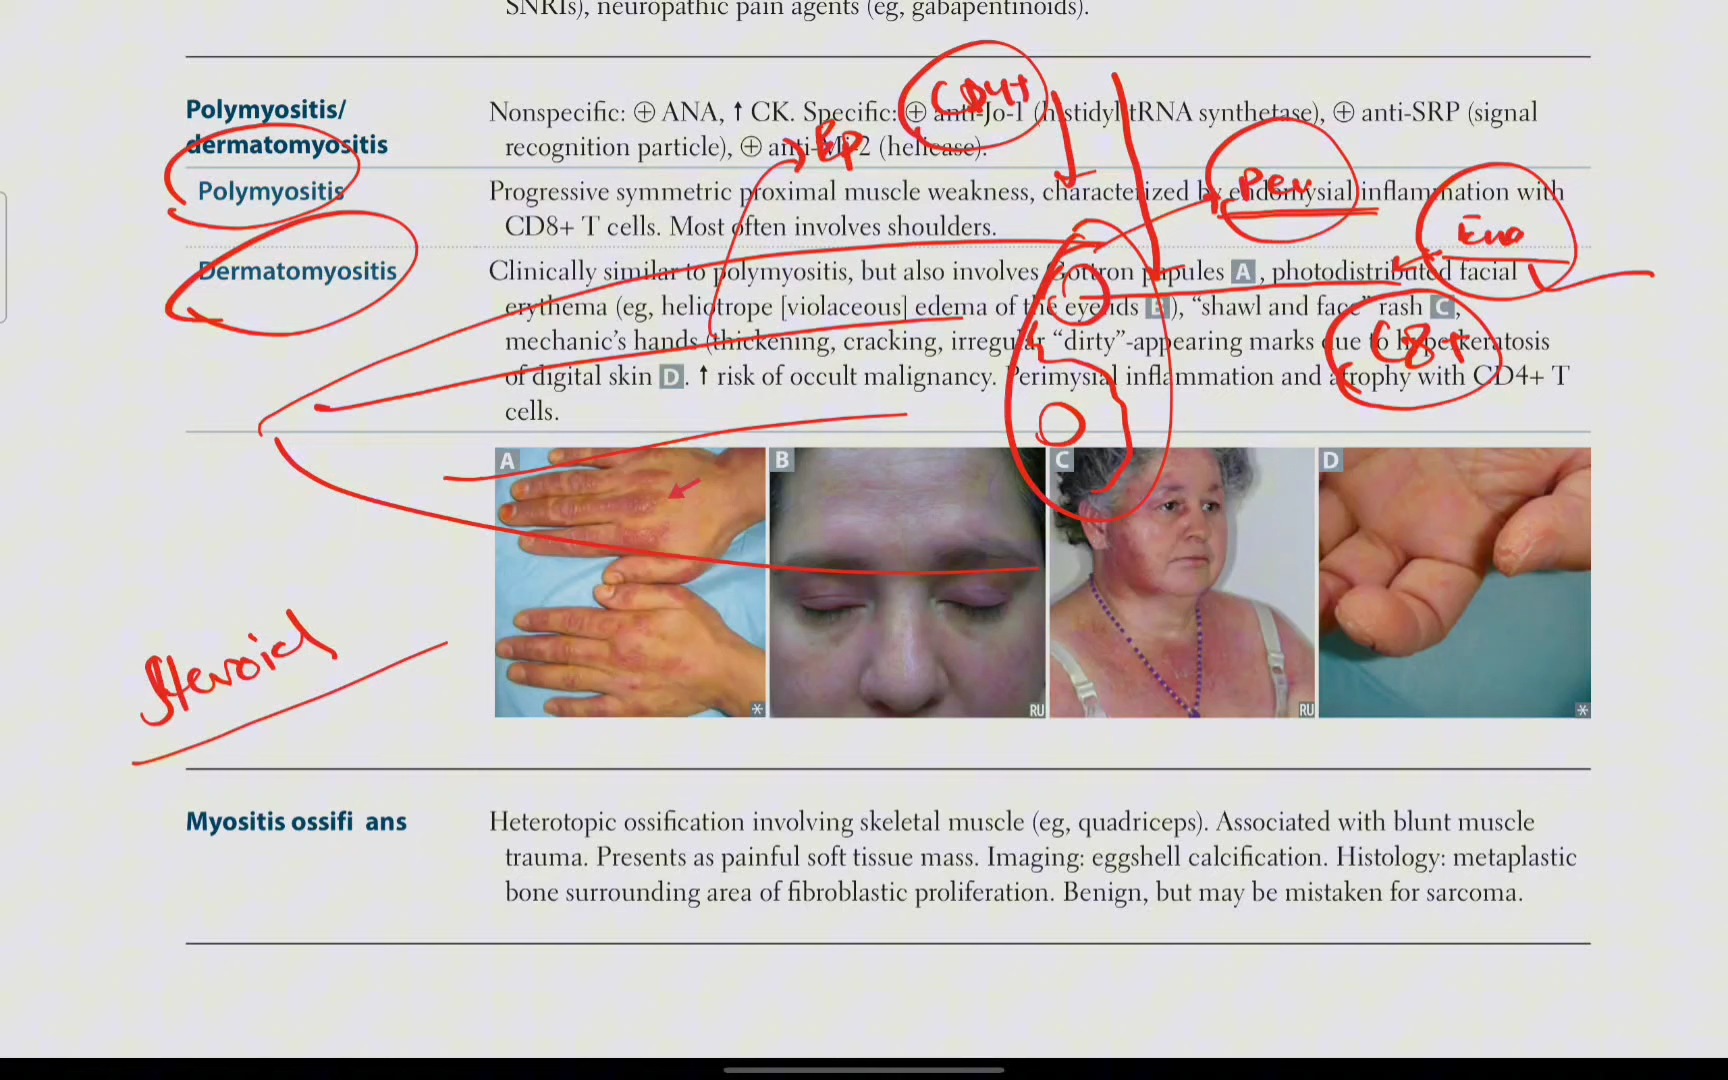 SNRIs), neuropathic pain agents (eg, gabapentinoids).
Polymyositis/
dermatomyositis
Nonspecific: ⊕ ANA, ↑ CK. Specific: ⊕ anti-Jo-1 (histidyl tRNA synthetase), ⊕ anti-SRP (signal
recognition particle), ⊕ anti-Mi-2 (helicase).
CD4+
Ep
Polymyositis
Progressive symmetric proximal muscle weakness, characterized by endomysial inflammation with
CD8+ T cells. Most often involves shoulders.
Peri
Endo
Dermatomyositis
Clinically similar to polymyositis, but also involves Gottron papules A, photodistributed facial
erythema (eg, heliotrope [violaceous] edema of the eyelids B), “shawl and face” rash C,
mechanic’s hands (thickening, cracking, irregular “dirty”-appearing marks due to hyperkeratosis
of digital skin D. ↑ risk of occult malignancy. Perimysial inflammation and atrophy with CD4+ T
cells.
C8+
A
B
C
D
RU
RU
Steroid
Myositis ossifi ans
Heterotopic ossification involving skeletal muscle (eg, quadriceps). Associated with blunt muscle
trauma. Presents as painful soft tissue mass. Imaging: eggshell calcification. Histology: metaplastic
bone surrounding area of fibroblastic proliferation. Benign, but may be mistaken for sarcoma.